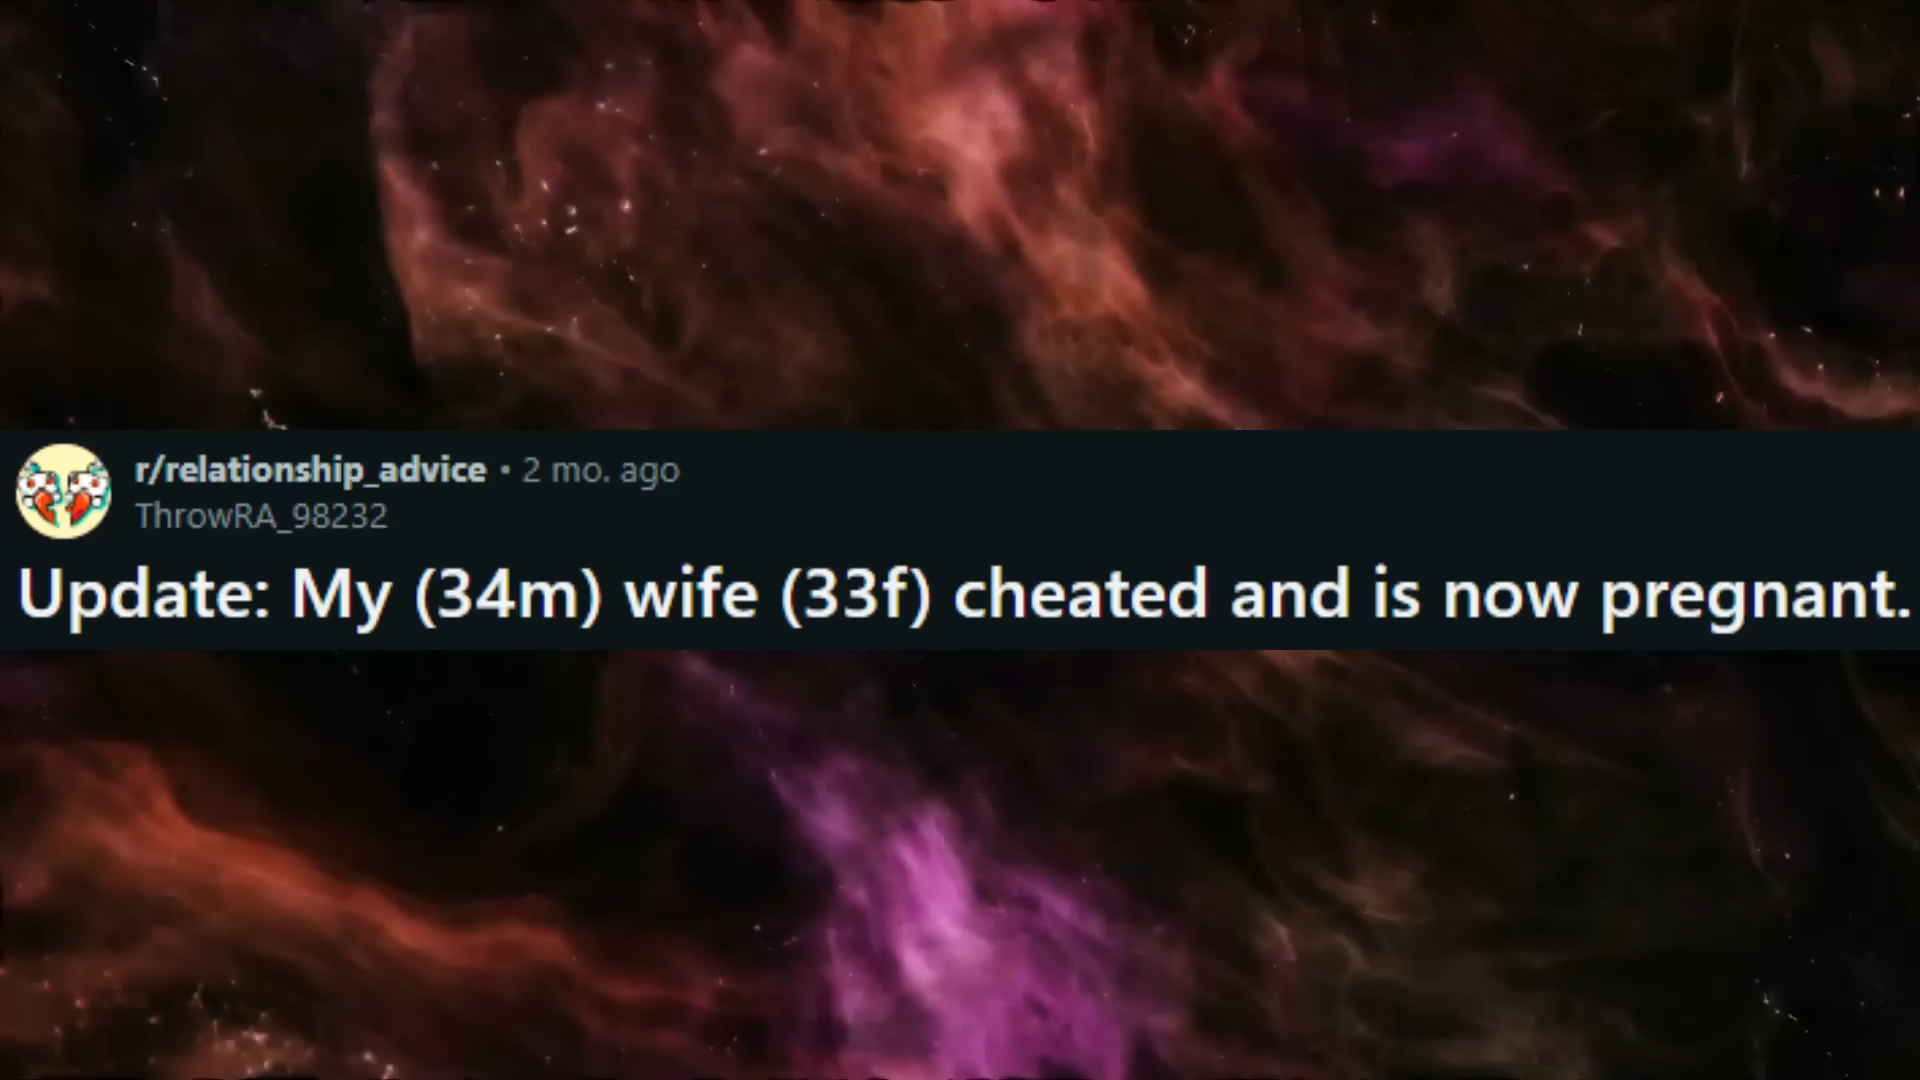 r/relationship_advice • 2 mo. ago
ThrowRA_98232
Update: My (34m) wife (33f) cheated and is now pregnant.